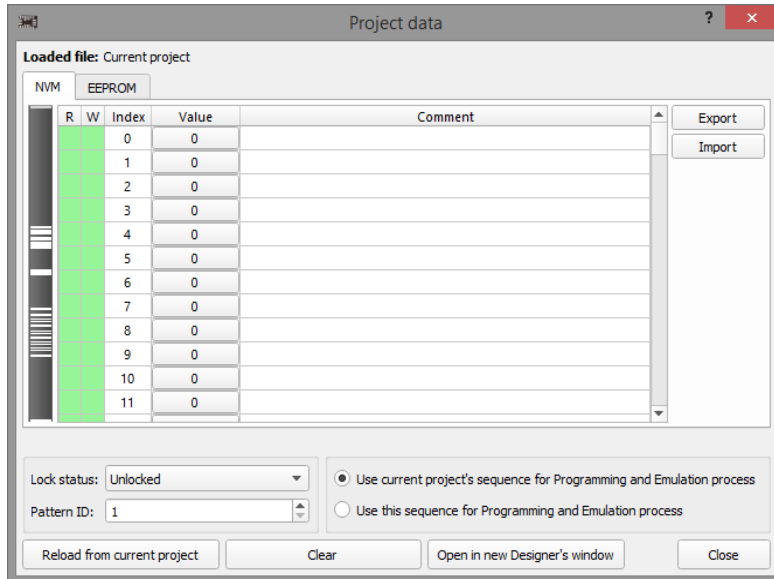 Project data
?
Loaded file: Current project
NVM EEPROM
R W Index Value Comment
0 0
1 0
2 0
3 0
4 0
5 0
6 0
7 0
8 0
9 0
10 0
11 0
Export
Import
Lock status: Unlocked
Pattern ID: 1
Use current project's sequence for Programming and Emulation process
Use this sequence for Programming and Emulation process
Reload from current project Clear Open in new Designer's window Close